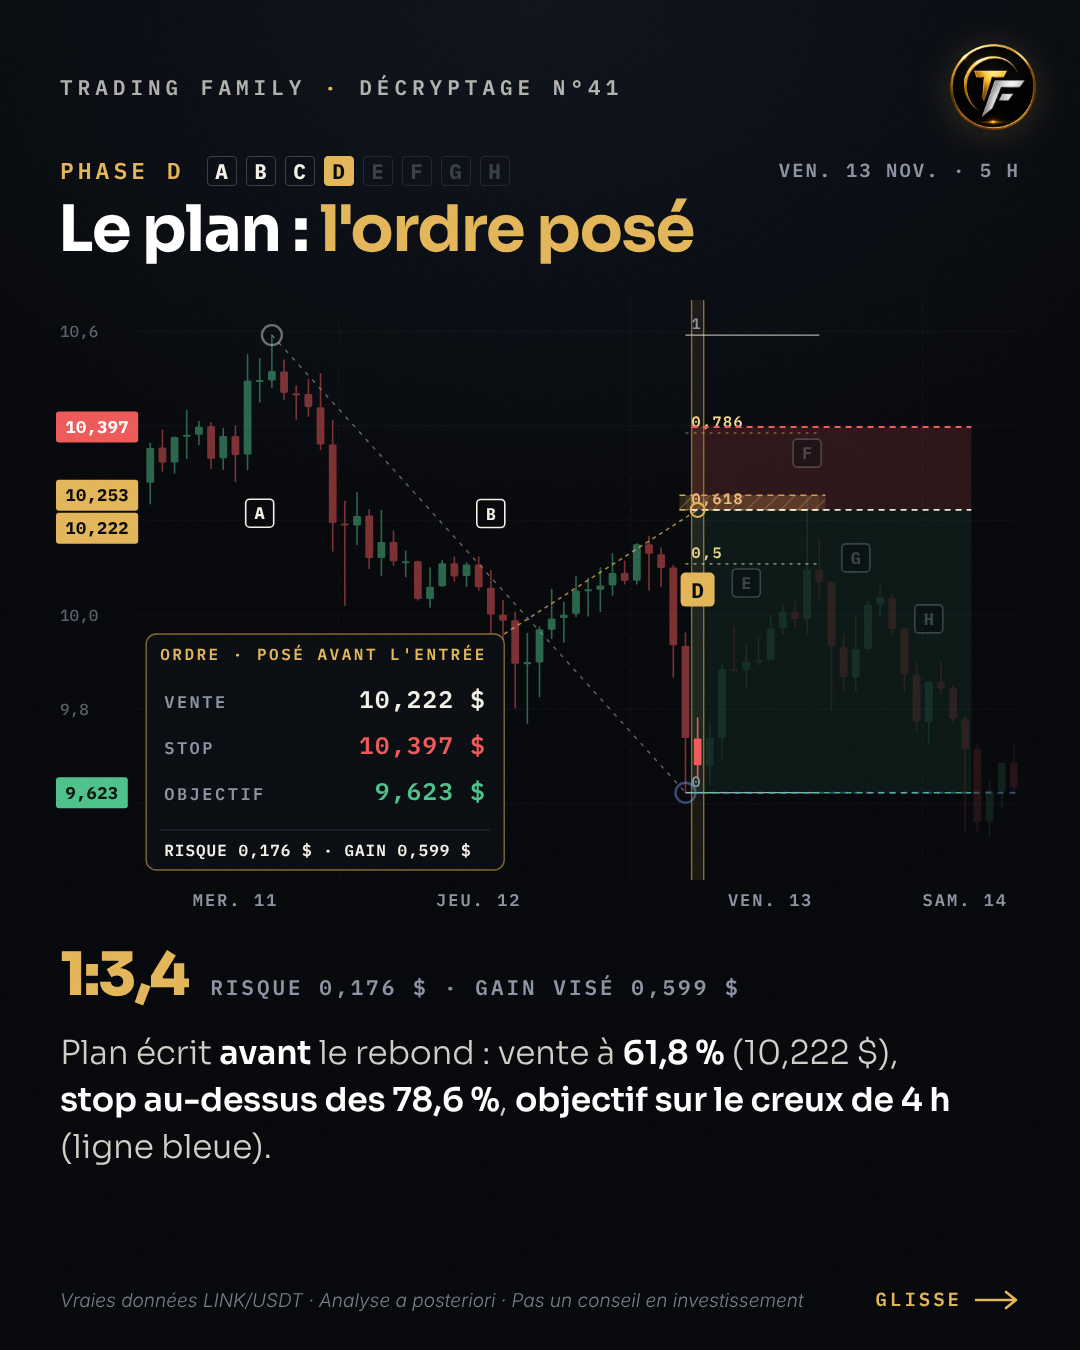 TRADING FAMILY · DÉCRYPTAGE N°41
TF
PHASE D A B C D E F G H
VEN. 13 NOV. · 5 H
Le plan : l'ordre posé
10,6
10,397
10,253
10,222
10,0
9,8
9,623
1
0,786
0,618
0,5
0
A
B
D
E
F
G
H
ORDRE · POSÉ AVANT L'ENTRÉE
VENTE 10,222 $
STOP 10,397 $
OBJECTIF 9,623 $
RISQUE 0,176 $ · GAIN 0,599 $
MER. 11 JEU. 12 VEN. 13 SAM. 14
1:3,4 RISQUE 0,176 $ · GAIN VISÉ 0,599 $
Plan écrit avant le rebond : vente à 61,8 % (10,222 $),
stop au-dessus des 78,6 %, objectif sur le creux de 4 h
(ligne bleue).
Vraies données LINK/USDT · Analyse a posteriori · Pas un conseil en investissement
GLISSE →